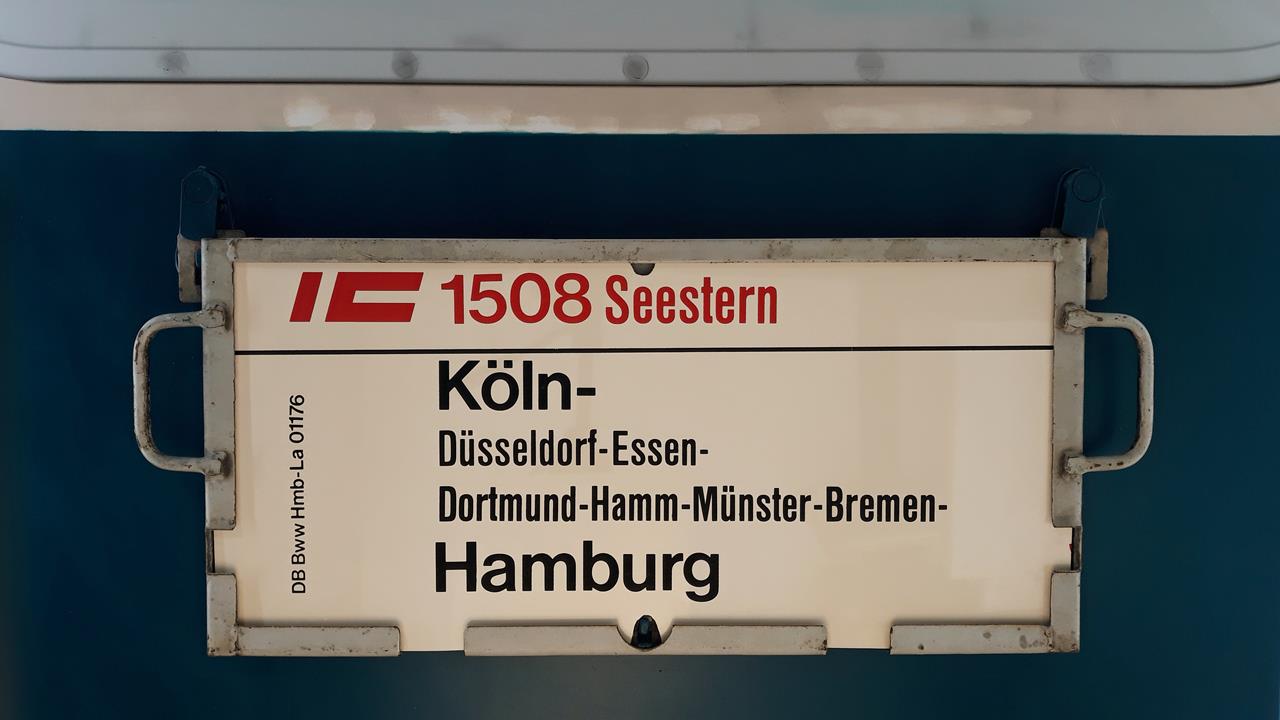 IC 1508 Seestern
Köln-
Düsseldorf-Essen-
Dortmund-Hamm-Münster-Bremen-
Hamburg
DB Bww Hmb-La 01176